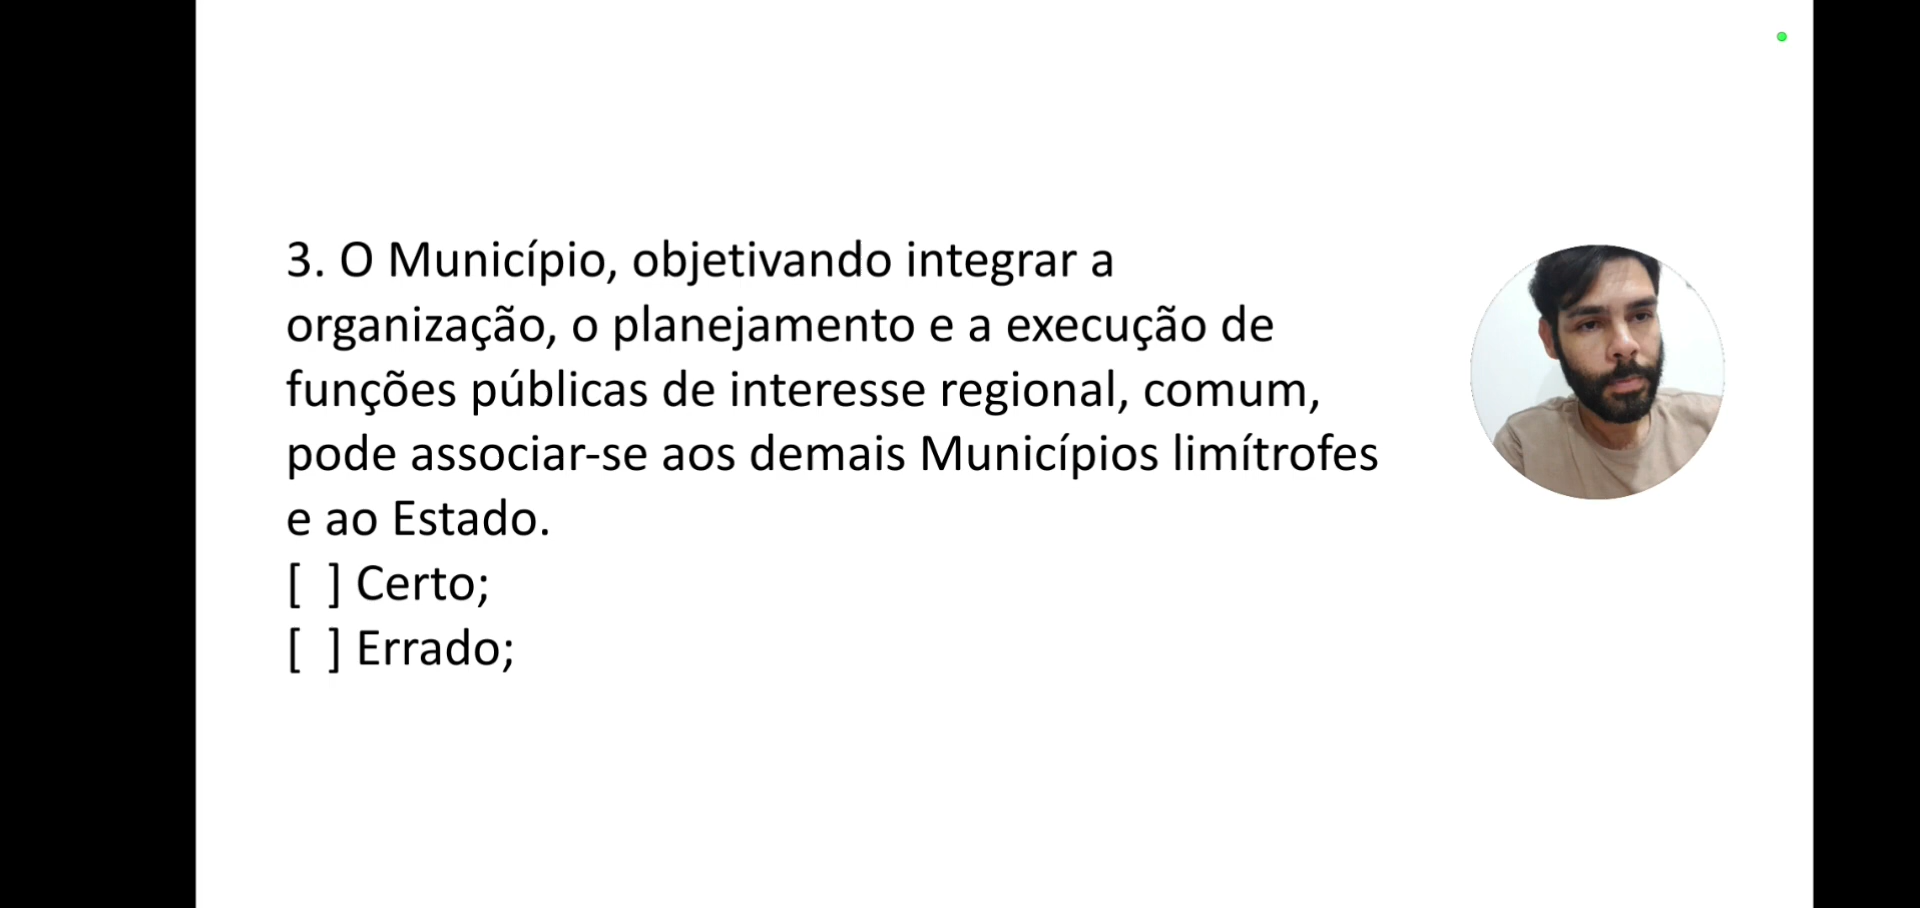 3. O Município, objetivando integrar a
organização, o planejamento e a execução de
funções públicas de interesse regional, comum,
pode associar-se aos demais Municípios limítrofes
e ao Estado.
[  ] Certo;
[  ] Errado;